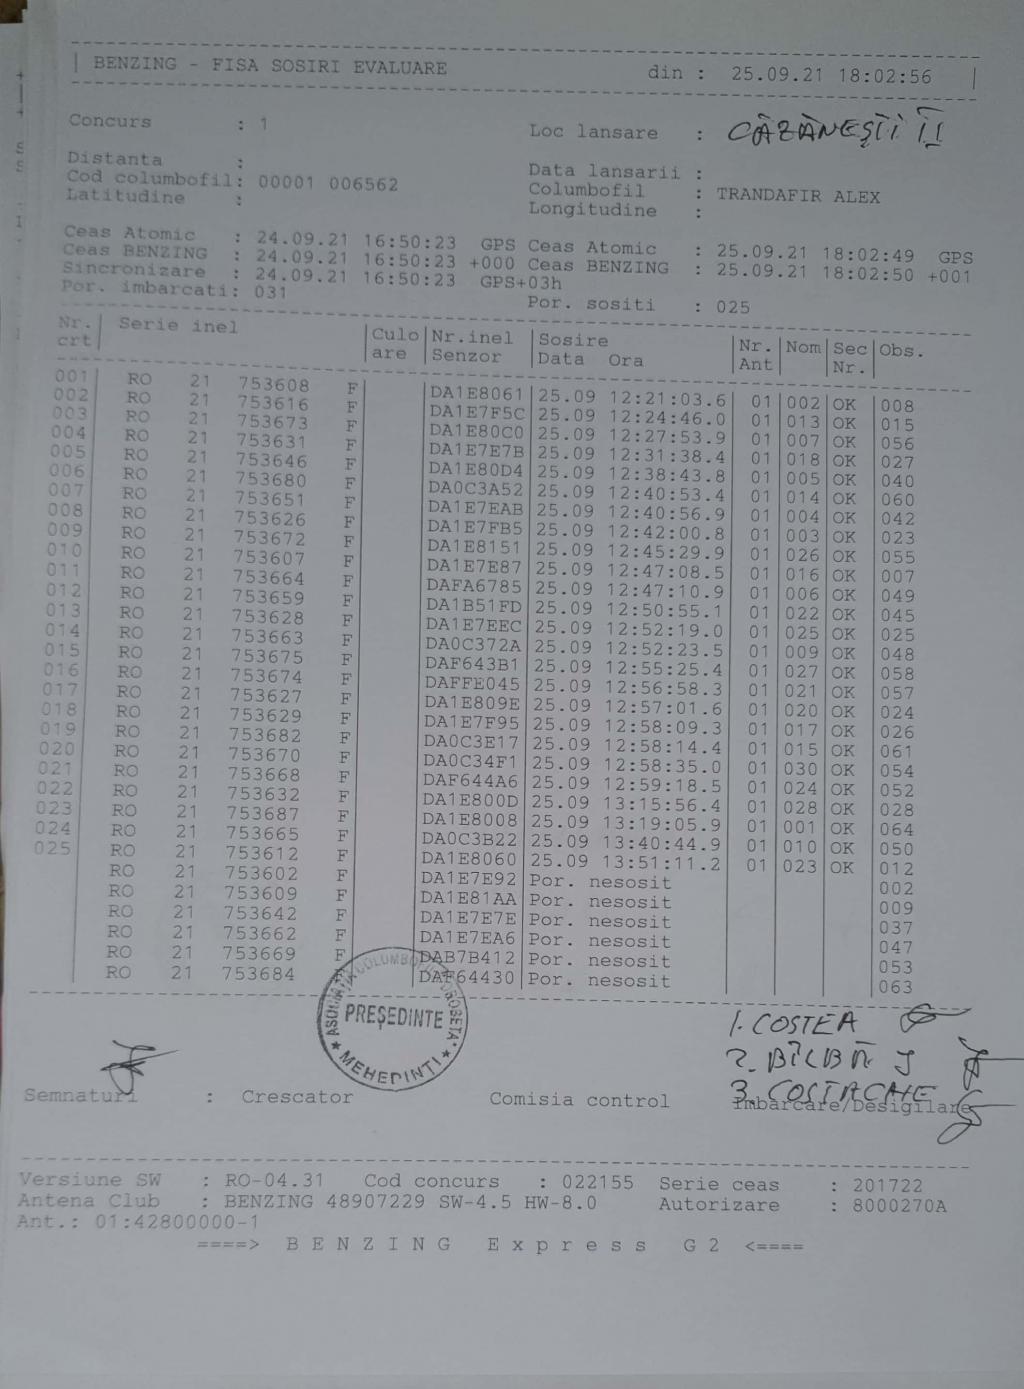 | BENZING - FISA SOSIRI EVALUARE din : 25.09.21 18:02:56 |
Concurs : 1 Loc lansare : CĂZĂNEȘTI II
Distanta : Data lansarii :
Cod columbofil: 00001 006562 Columbofil : TRANDAFIR ALEX
Latitudine : Longitudine :
Ceas Atomic : 24.09.21 16:50:23 GPS Ceas Atomic : 25.09.21 18:02:49 GPS
Ceas BENZING : 24.09.21 16:50:23 +000 Ceas BENZING : 25.09.21 18:02:50 +001
Sincronizare : 24.09.21 16:50:23 GPS+03h
Por. imbarcati: 031 Por. sositi : 025
Nr. crt | Serie inel | Culo are | Nr.inel Senzor | Sosire Data Ora | Nr. Ant | Nom | Sec Nr. | Obs.
001 RO 21 753608 F DA1E8061 25.09 12:21:03.6 01 002 OK 008
002 RO 21 753616 F DA1E7F5C 25.09 12:24:46.0 01 013 OK 015
003 RO 21 753673 F DA1E80C0 25.09 12:27:53.9 01 007 OK 056
004 RO 21 753631 F DA1E7E7B 25.09 12:31:38.4 01 018 OK 027
005 RO 21 753646 F DA1E80D4 25.09 12:38:43.8 01 005 OK 040
006 RO 21 753680 F DA0C3A52 25.09 12:40:53.4 01 014 OK 060
007 RO 21 753651 F DA1E7EAB 25.09 12:40:56.9 01 004 OK 042
008 RO 21 753626 F DA1E7FB5 25.09 12:42:00.8 01 003 OK 023
009 RO 21 753672 F DA1E8151 25.09 12:45:29.9 01 026 OK 055
010 RO 21 753607 F DA1E7E87 25.09 12:47:08.5 01 016 OK 007
011 RO 21 753664 F DAFA6785 25.09 12:47:10.9 01 006 OK 049
012 RO 21 753659 F DA1B51FD 25.09 12:50:55.1 01 022 OK 045
013 RO 21 753628 F DA1E7EEC 25.09 12:52:19.0 01 025 OK 025
014 RO 21 753663 F DA0C372A 25.09 12:52:23.5 01 009 OK 048
015 RO 21 753675 F DAF643B1 25.09 12:55:25.4 01 027 OK 058
016 RO 21 753674 F DAFFE045 25.09 12:56:58.3 01 021 OK 057
017 RO 21 753627 F DA1E809E 25.09 12:57:01.6 01 020 OK 024
018 RO 21 753629 F DA1E7F95 25.09 12:58:09.3 01 017 OK 026
019 RO 21 753682 F DA0C3E17 25.09 12:58:14.4 01 015 OK 061
020 RO 21 753670 F DA0C34F1 25.09 12:58:35.0 01 030 OK 054
021 RO 21 753668 F DAF644A6 25.09 12:59:18.5 01 024 OK 052
022 RO 21 753632 F DA1E800D 25.09 13:15:56.4 01 028 OK 028
023 RO 21 753687 F DA1E8008 25.09 13:19:05.9 01 001 OK 064
024 RO 21 753665 F DA0C3B22 25.09 13:40:44.9 01 010 OK 050
025 RO 21 753612 F DA1E8060 25.09 13:51:11.2 01 023 OK 012
RO 21 753602 F DA1E7E92 Por. nesosit 002
RO 21 753609 F DA1E81AA Por. nesosit 009
RO 21 753642 F DA1E7E7E Por. nesosit 037
RO 21 753662 F DA1E7EA6 Por. nesosit 047
RO 21 753669 F DAB7B412 Por. nesosit 053
RO 21 753684 F DAF64430 Por. nesosit 063
PREȘEDINTE
MEHEDINȚI
1. COSTEA
2.
3.
Semnaturi : Crescator Comisia control Imbarcare/Desigilare
Versiune SW : RO-04.31 Cod concurs : 022155 Serie ceas : 201722
Antena Club : BENZING 48907229 SW-4.5 HW-8.0 Autorizare : 8000270A
Ant.: 01:42800000-1
====> B E N Z I N G E x p r e s s G 2 <====